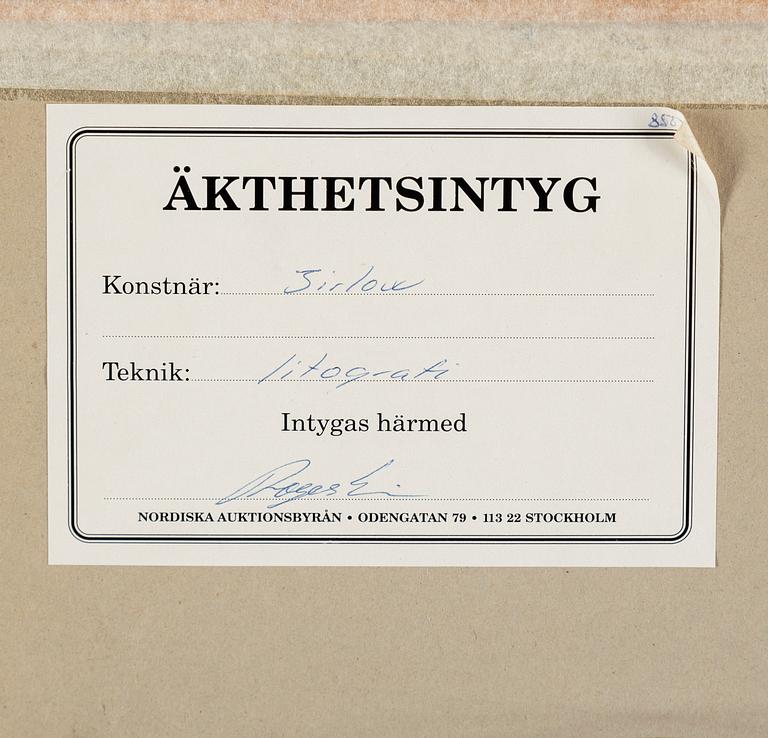 ÄKTHETSINTYG
Konstnär: Zirlow
Teknik: litografi
Intygas härmed
NORDISKA AUKTIONSBYRÅN • ODENGATAN 79 • 113 22 STOCKHOLM